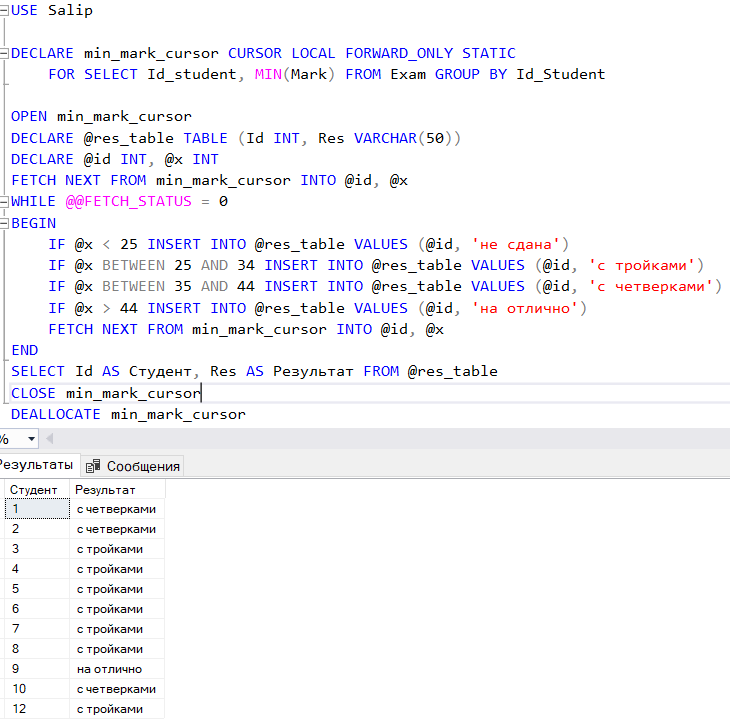 USE Salip
DECLARE min_mark_cursor CURSOR LOCAL FORWARD_ONLY STATIC
FOR SELECT Id_student, MIN(Mark) FROM Exam GROUP BY Id_Student
OPEN min_mark_cursor
DECLARE @res_table TABLE (Id INT, Res VARCHAR(50))
DECLARE @id INT, @x INT
FETCH NEXT FROM min_mark_cursor INTO @id, @x
WHILE @@FETCH_STATUS = 0
BEGIN
IF @x < 25 INSERT INTO @res_table VALUES (@id, 'не сдана')
IF @x BETWEEN 25 AND 34 INSERT INTO @res_table VALUES (@id, 'с тройками')
IF @x BETWEEN 35 AND 44 INSERT INTO @res_table VALUES (@id, 'с четверками')
IF @x > 44 INSERT INTO @res_table VALUES (@id, 'на отлично')
FETCH NEXT FROM min_mark_cursor INTO @id, @x
END
SELECT Id AS Студент, Res AS Результат FROM @res_table
CLOSE min_mark_cursor
DEALLOCATE min_mark_cursor
%
Результаты Сообщения
Студент Результат
1 с четверками
2 с четверками
3 с тройками
4 с тройками
5 с тройками
6 с тройками
7 с тройками
8 с тройками
9 на отлично
10 с четверками
12 с тройками